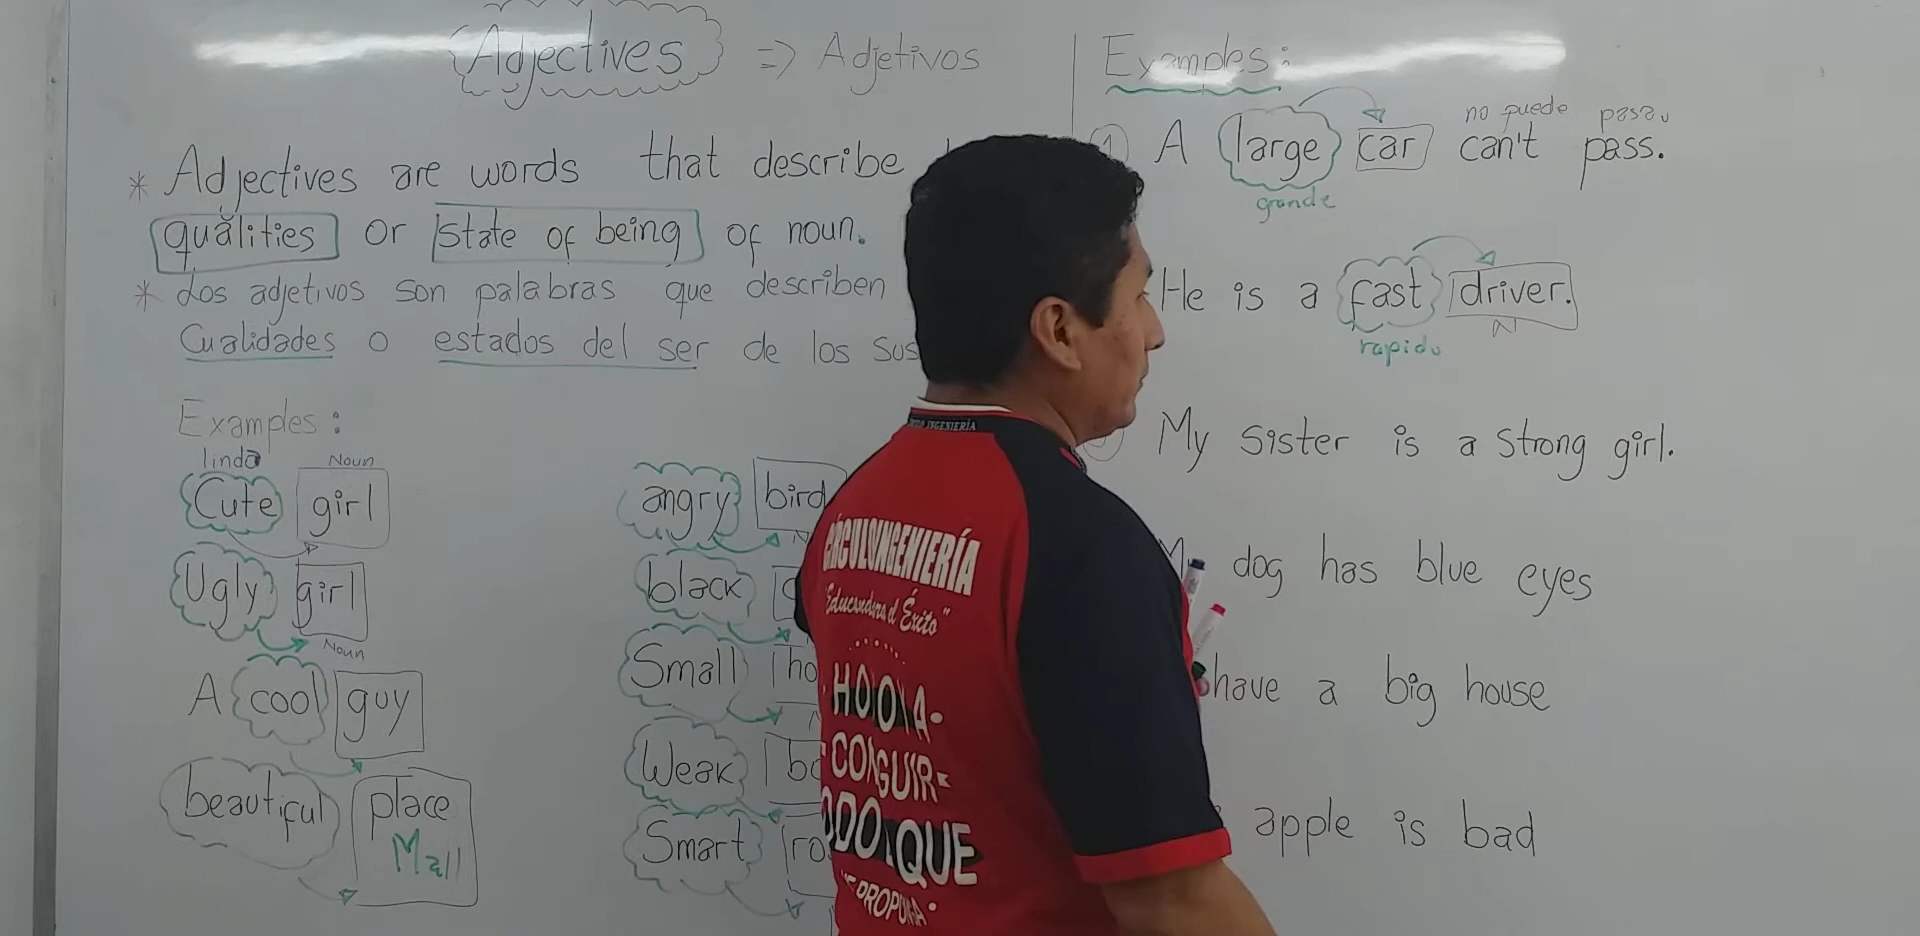 Adjectives => Adjetivos
* Adjectives are words that describe
qualities or state of being of noun.
* Los adjetivos son palabras que describen
Cualidades o estados del ser de los
Examples:
linda Noun
Cute girl
Ugly girl
Noun
A cool guy
beautiful place
Mall
angry bird
black
Small
Weak
Smart
Examples:
no puede pasar
1 A large car can't pass.
grande
He is a fast driver.
rapido N
My sister is a strong girl.
dog has blue eyes
have a big house
apple is bad
INGENIERÍA
CÍRCULO INGENIERÍA
"Educando al Éxito"
QUE